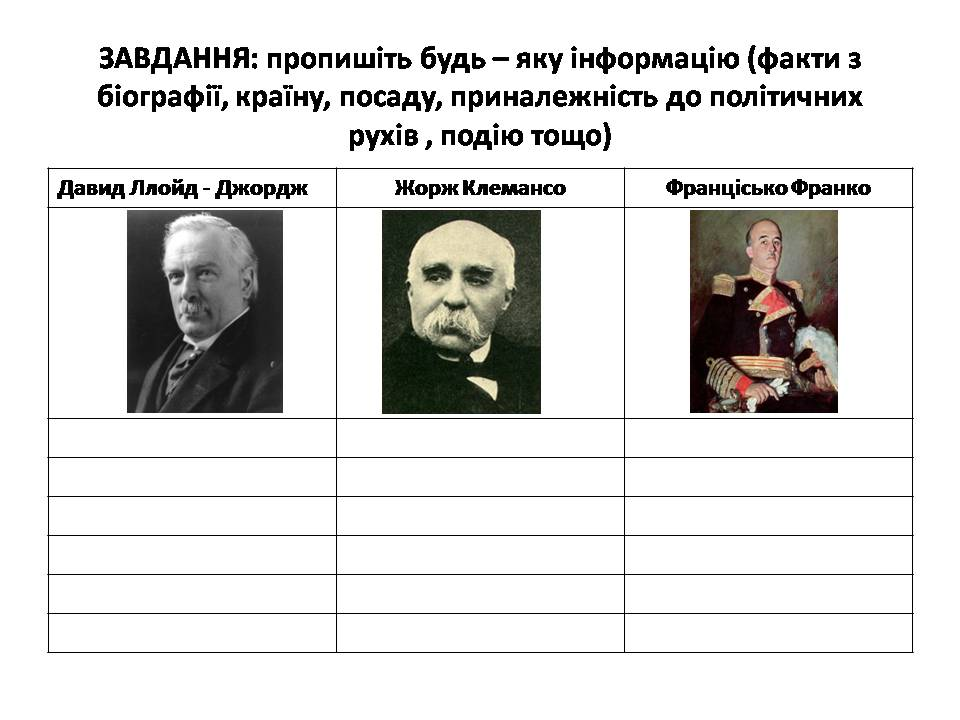 ЗАВДАННЯ: пропишіть будь – яку інформацію (факти з
біографії, країну, посаду, приналежність до політичних
рухів , подію тощо)
Давид Ллойд - Джордж
Жорж Клемансо
Францісько Франко